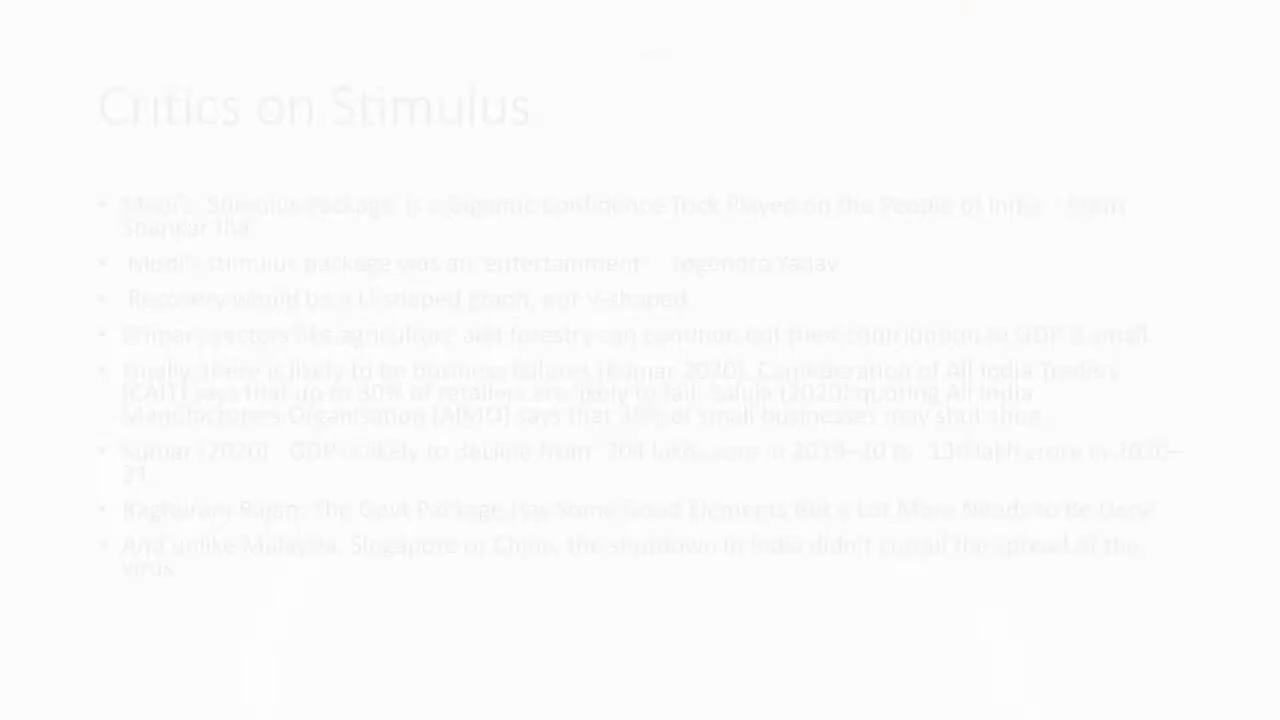 Critics on Stimulus
• Modi's 'Stimulus Package' is a Gigantic Confidence Trick Played on the People of India - Prem
Shankar Jha
• Modi's stimulus package was an 'entertainment' Yogendra Yadav
• Recovery would be a U-shaped graph, not V-shaped.
• Primary sectors like agriculture and forestry can common but their contribution to GDP is small
• Finally, there is likely to be business failures (Kumar 2020). Confederation of All India Traders
(CAIT) says that up to 30% of retailers are likely to fail. Saluja (2020) quoting All India
Manufacturers Organisation (AIMO) says that 35% of small businesses may shut shop.
• Kumar (2020) GDP is likely to decline from 204 lakh crore in 2019–20 to 130 lakh crore in 2020–
21.
• Raghuram Rajan: The Govt Package Has Some Good Elements But a Lot More Needs to Be Done
• And unlike Malaysia, Singapore or China, the shutdown in India didn't curtail the spread of the
virus